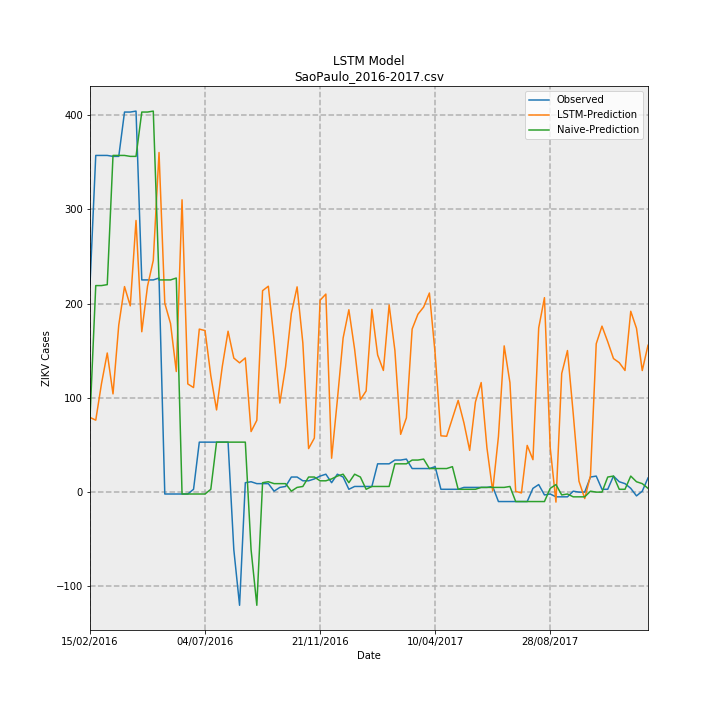 LSTM Model
SaoPaulo_2016-2017.csv
Observed
LSTM-Prediction
Naive-Prediction
ZIKV Cases
400
300
200
100
0
−100
15/02/2016
04/07/2016
21/11/2016
10/04/2017
28/08/2017
Date